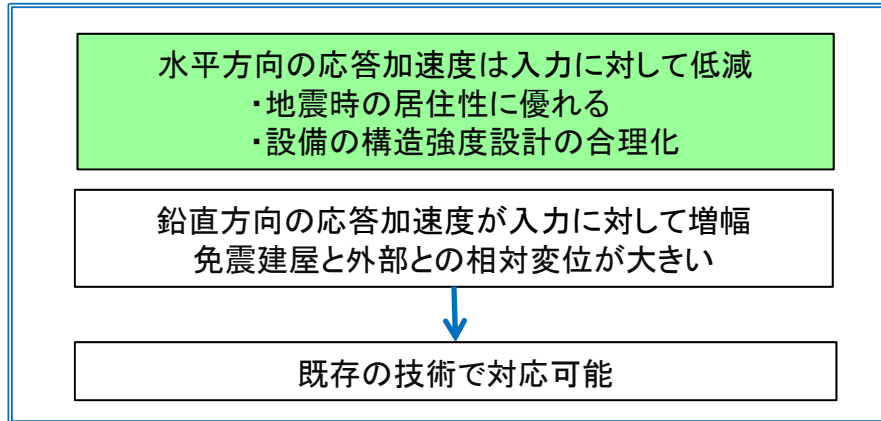 水平方向の応答加速度は入力に対して低減
・地震時の居住性に優れる
・設備の構造強度設計の合理化
鉛直方向の応答加速度が入力に対して増幅
免震建屋と外部との相対変位が大きい
既存の技術で対応可能